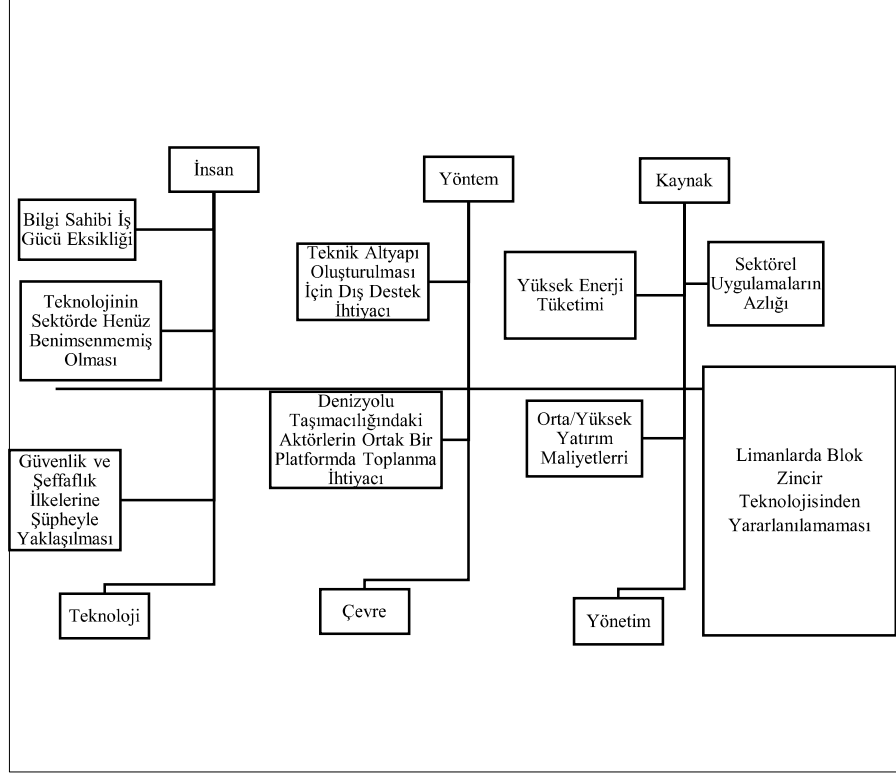 İnsan
Yöntem
Kaynak
Bilgi Sahibi İş
Gücü Eksikliği
Teknik Altyapı
Oluşturulması
İçin Dış Destek
İhtiyacı
Yüksek Enerji
Tüketimi
Sektörel
Uygulamaların
Azlığı
Teknolojinin
Sektörde Henüz
Benimsenmemiş
Olması
Denizyolu
Taşımacılığındaki
Aktörlerin Ortak Bir
Platformda Toplanma
İhtiyacı
Orta/Yüksek
Yatırım
Maliyetlerri
Limanlarda Blok
Zincir
Teknolojisinden
Yararlanılamaması
Güvenlik ve
Şeffaflık
İlkelerine
Şüpheyle
Yaklaşılması
Teknoloji
Çevre
Yönetim